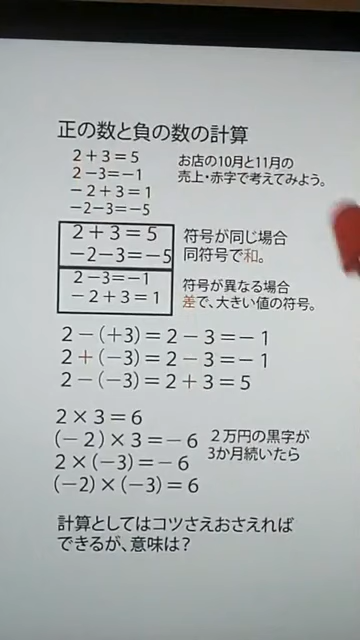 正の数と負の数の計算
2+3=5
2-3=-1
-2+3=1
-2-3=-5
お店の10月と11月の
売上・赤字で考えてみよう。
2+3=5
-2-3=-5
符号が同じ場合
同符号で和。
2-3=-1
-2+3=1
符号が異なる場合
差で、大きい値の符号。
2-(+3)=2-3=-1
2+(-3)=2-3=-1
2-(-3)=2+3=5
2×3=6
(-2)×3=-6
2×(-3)=-6
(-2)×(-3)=6
2万円の黒字が
3か月続いたら
計算としてはコツさえおさえれば
できるが、意味は?